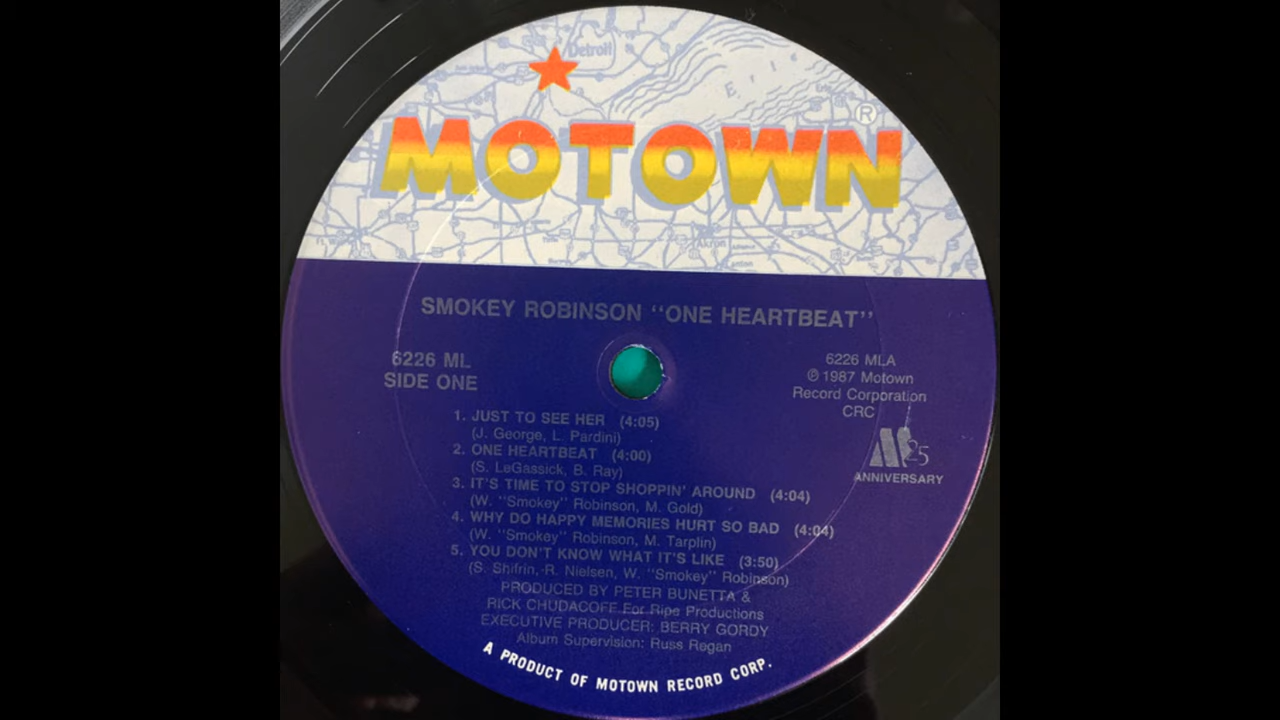 Detroit
Erie
®
MOTOWN
Akron
SMOKEY ROBINSON "ONE HEARTBEAT"
6226 ML
SIDE ONE
6226 MLA
℗ 1987 Motown
Record Corporation
CRC
M25
ANNIVERSARY
1. JUST TO SEE HER (4:05)
(J. George, L. Pardini)
2. ONE HEARTBEAT (4:00)
(S. LeGassick, B. Ray)
3. IT'S TIME TO STOP SHOPPIN' AROUND (4:04)
(W. "Smokey" Robinson, M. Gold)
4. WHY DO HAPPY MEMORIES HURT SO BAD (4:04)
(W. "Smokey" Robinson, M. Tarplin)
5. YOU DON'T KNOW WHAT IT'S LIKE (3:50)
(S. Shifrin, R. Nielsen, W. "Smokey" Robinson)
PRODUCED BY PETER BUNETTA &
RICK CHUDACOFF For Ripe Productions
EXECUTIVE PRODUCER: BERRY GORDY
Album Supervision: Russ Regan
A PRODUCT OF MOTOWN RECORD CORP.